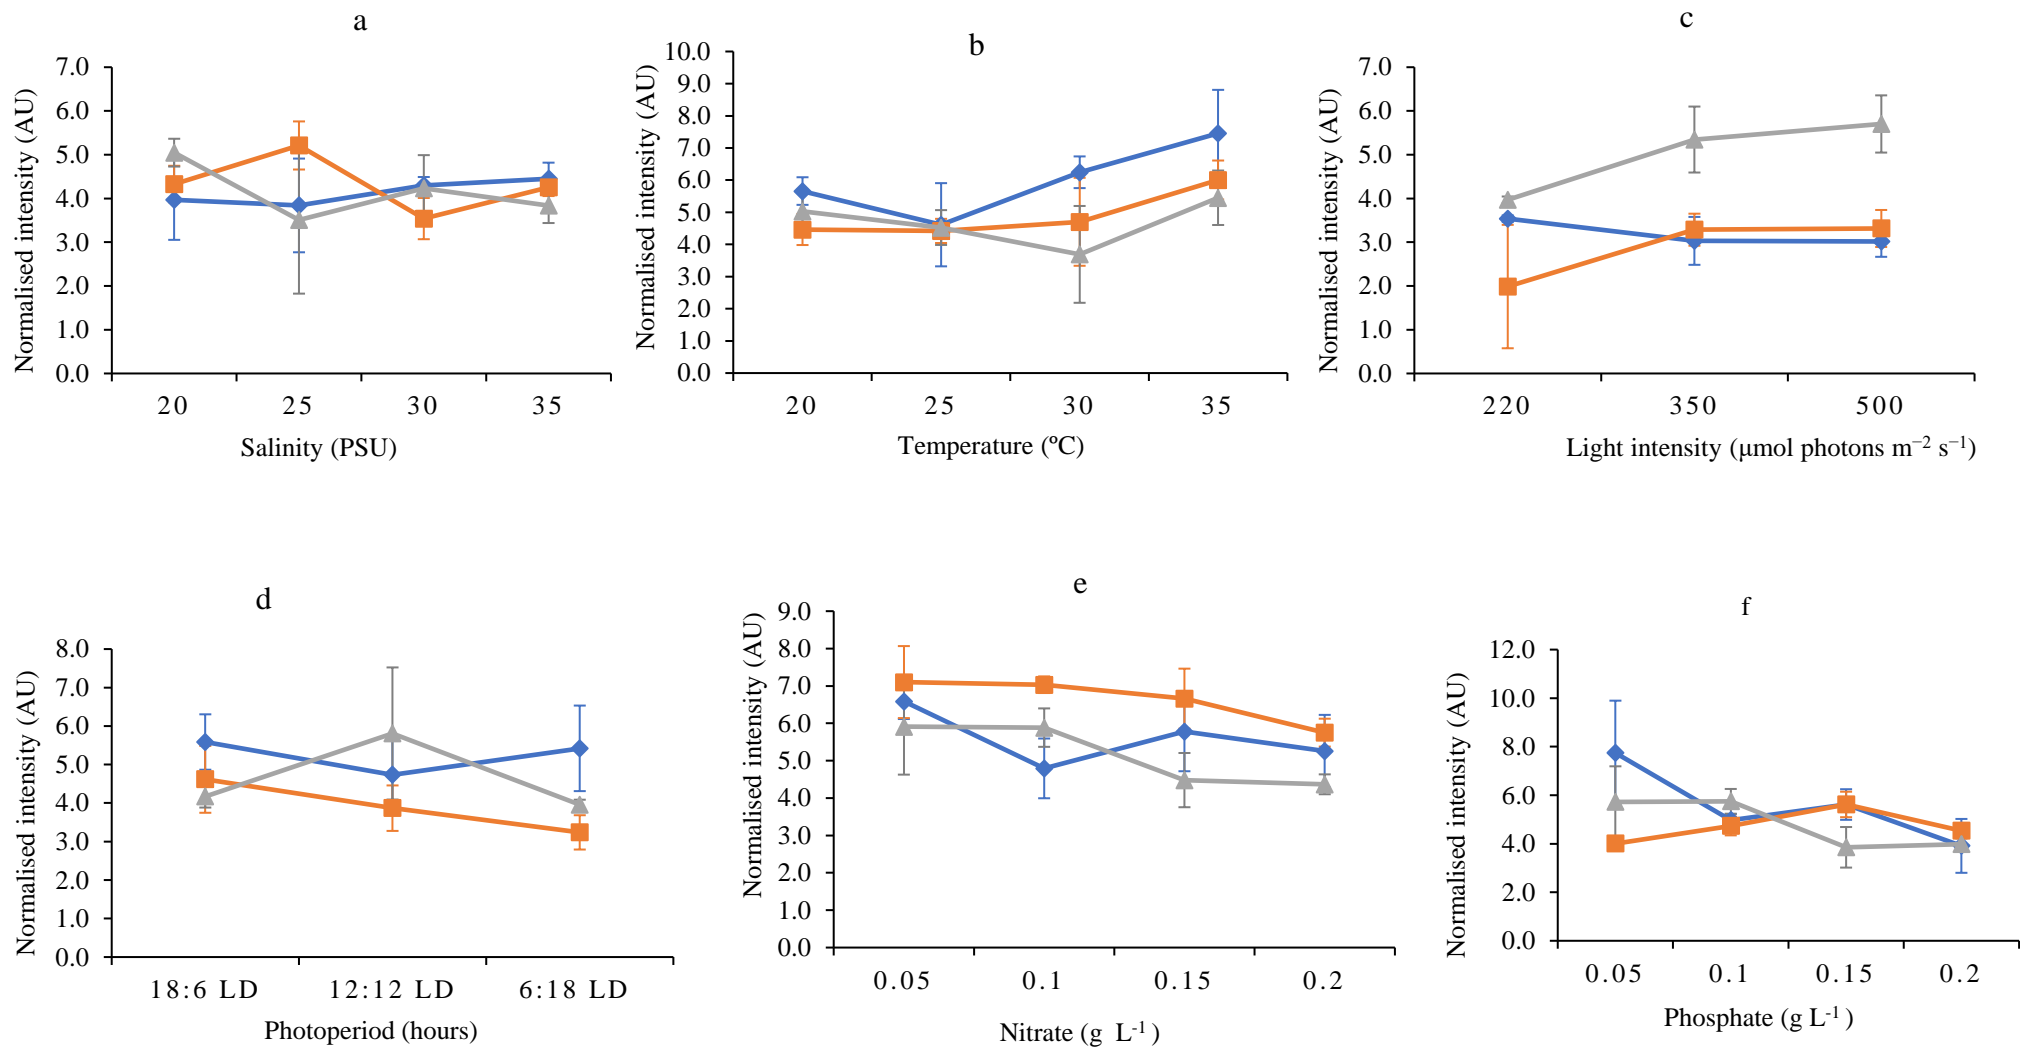 a
Normalised intensity (AU)
7.0
6.0
5.0
4.0
3.0
2.0
1.0
0.0
20 25 30 35
Salinity (PSU)
b
Normalised intensity (AU)
10.0
9.0
8.0
7.0
6.0
5.0
4.0
3.0
2.0
1.0
0.0
20 25 30 35
Temperature (ºC)
c
Normalised intensity (AU)
7.0
6.0
5.0
4.0
3.0
2.0
1.0
0.0
220 350 500
Light intensity (μmol photons m⁻² s⁻¹)
d
Normalised intensity (AU)
8.0
7.0
6.0
5.0
4.0
3.0
2.0
1.0
0.0
18:6 LD 12:12 LD 6:18 LD
Photoperiod (hours)
e
Normalised intensity (AU)
9.0
8.0
7.0
6.0
5.0
4.0
3.0
2.0
1.0
0.0
0.05 0.1 0.15 0.2
Nitrate (g L⁻¹ )
f
Normalised intensity (AU)
12.0
10.0
8.0
6.0
4.0
2.0
0.0
0.05 0.1 0.15 0.2
Phosphate (g L⁻¹ )